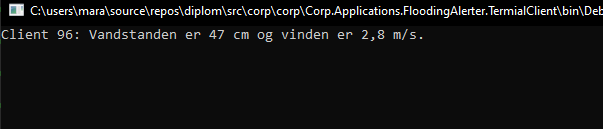 C:\users\mara\source\repos\diplom\src\corp\corp\Corp.Applications.FloodingAlerter.TermialClient\bin\Deb
Client 96: Vandstanden er 47 cm og vinden er 2,8 m/s.